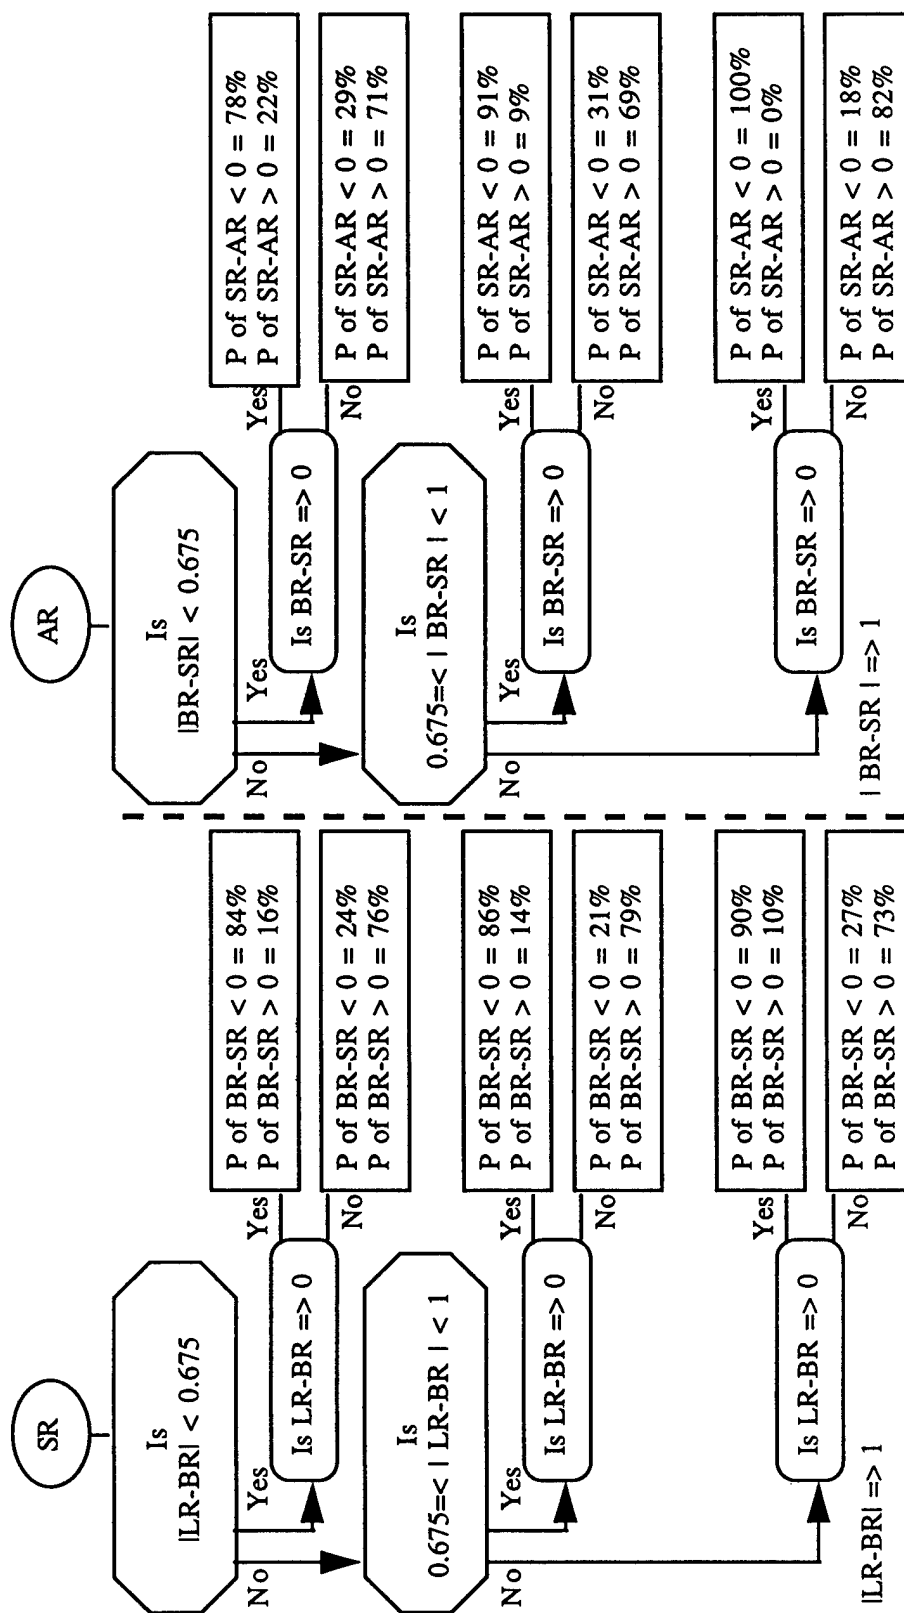 SR
Is
|LR-BR| < 0.675
Yes
No
Is LR-BR => 0
Yes
P of BR-SR < 0 = 84%
P of BR-SR > 0 = 16%
No
P of BR-SR < 0 = 24%
P of BR-SR > 0 = 76%
Is
0.675=< | LR-BR | < 1
Yes
No
Is LR-BR => 0
Yes
P of BR-SR < 0 = 86%
P of BR-SR > 0 = 14%
No
P of BR-SR < 0 = 21%
P of BR-SR > 0 = 79%
|LR-BR| => 1
Is LR-BR => 0
Yes
P of BR-SR < 0 = 90%
P of BR-SR > 0 = 10%
No
P of BR-SR < 0 = 27%
P of BR-SR > 0 = 73%
AR
Is
|BR-SR| < 0.675
Yes
No
Is BR-SR => 0
Yes
P of SR-AR < 0 = 78%
P of SR-AR > 0 = 22%
No
P of SR-AR < 0 = 29%
P of SR-AR > 0 = 71%
Is
0.675=< | BR-SR | < 1
Yes
No
Is BR-SR => 0
Yes
P of SR-AR < 0 = 91%
P of SR-AR > 0 = 9%
No
P of SR-AR < 0 = 31%
P of SR-AR > 0 = 69%
| BR-SR | => 1
Is BR-SR => 0
Yes
P of SR-AR < 0 = 100%
P of SR-AR > 0 = 0%
No
P of SR-AR < 0 = 18%
P of SR-AR > 0 = 82%